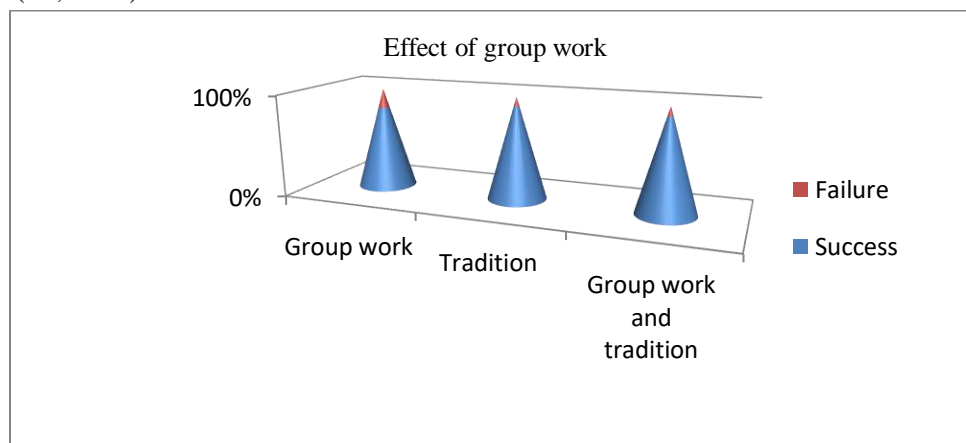 Effect of group work
100%
0%
Group work
Tradition
Group work
and
tradition
Failure
Success